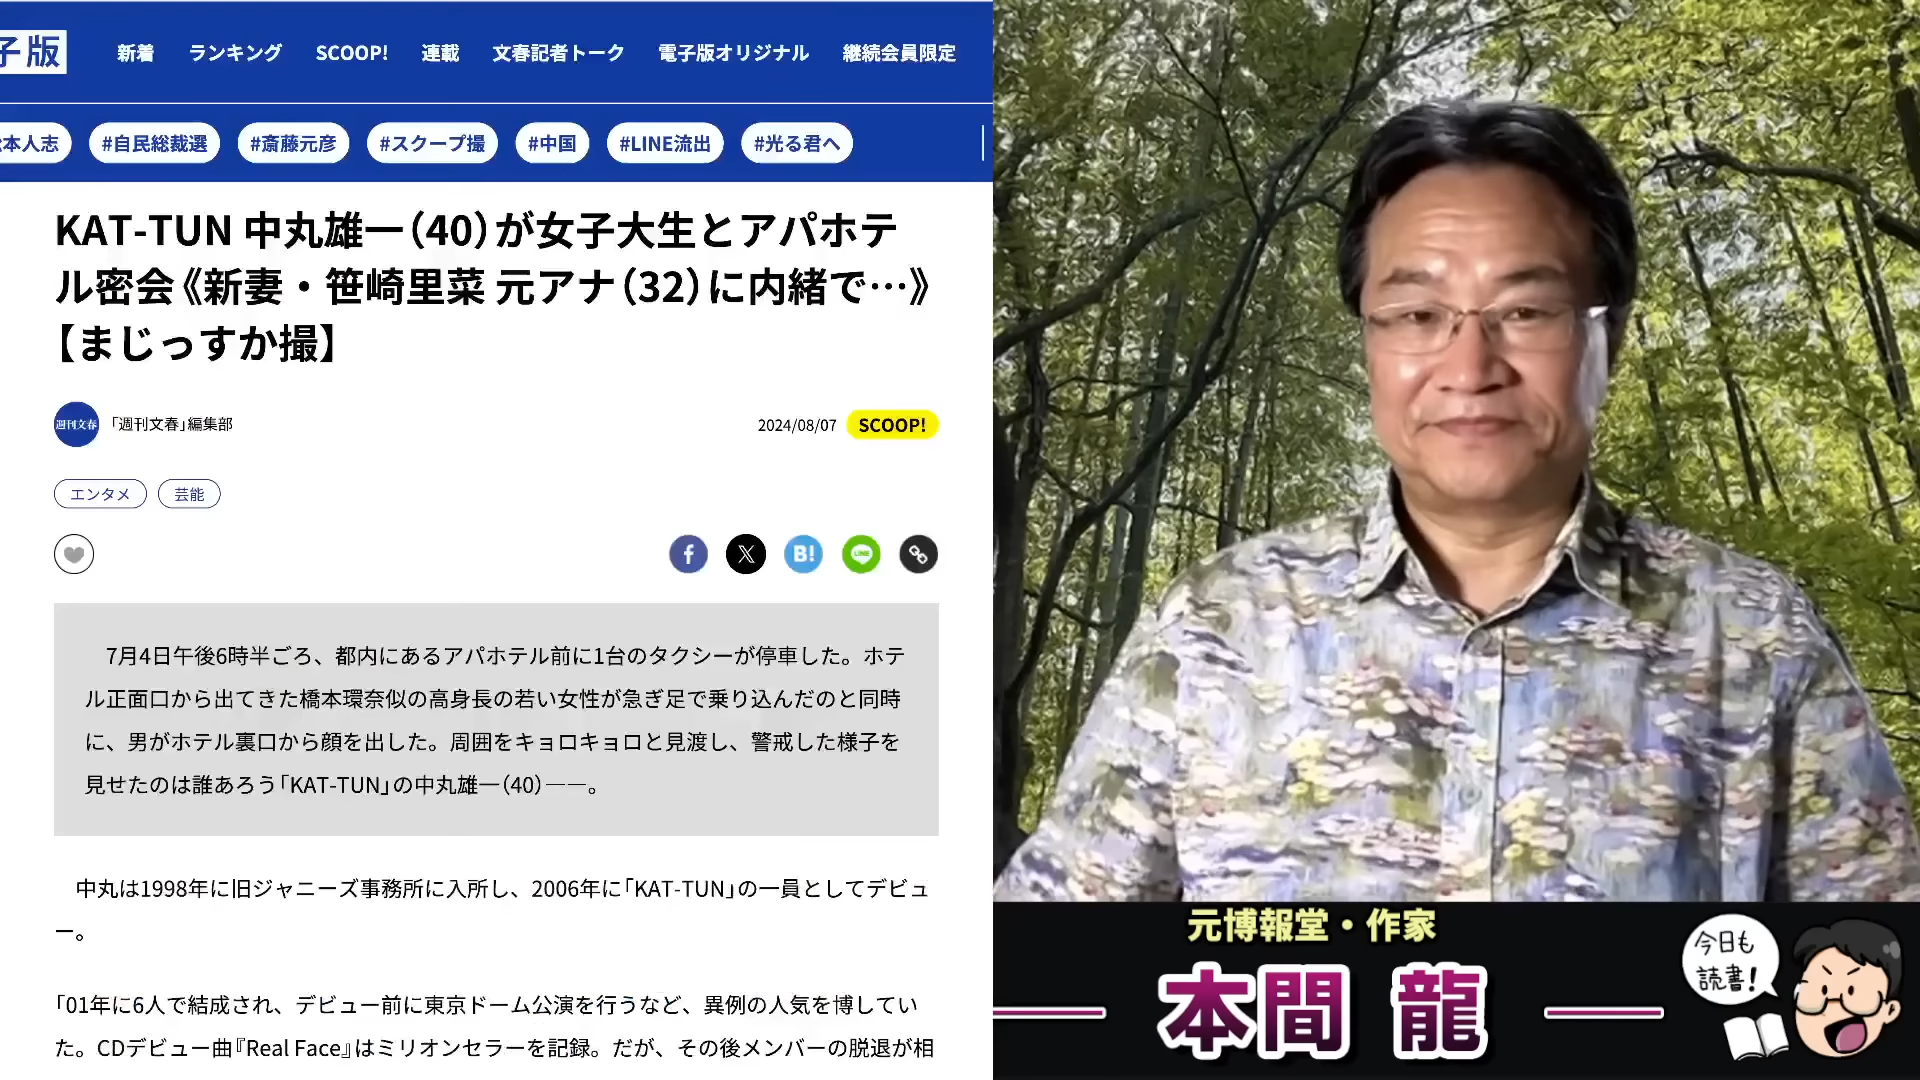 子版
新着 ランキング SCOOP! 連載 文春記者トーク 電子版オリジナル 継続会員限定
本人志 #自民総裁選 #斎藤元彦 #スクープ撮 #中国 #LINE流出 #光る君へ
KAT-TUN 中丸雄一(40)が女子大生とアパホテ
ル密会《新妻・笹崎里菜 元アナ(32)に内緒で…》
【まじっすか撮】
週刊文春 「週刊文春」編集部
2024/08/07 SCOOP!
エンタメ 芸能
f X B! LINE
7月4日午後6時半ごろ、都内にあるアパホテル前に1台のタクシーが停車した。ホテ
ル正面口から出てきた橋本環奈似の高身長の若い女性が急ぎ足で乗り込んだのと同時
に、男がホテル裏口から顔を出した。周囲をキョロキョロと見渡し、警戒した様子を
見せたのは誰あろう「KAT-TUN」の中丸雄一(40)――。
中丸は1998年に旧ジャニーズ事務所に入所し、2006年に「KAT-TUN」の一員としてデビュ
ー。
「01年に6人で結成され、デビュー前に東京ドーム公演を行うなど、異例の人気を博してい
た。CDデビュー曲『Real Face』はミリオンセラーを記録。だが、その後メンバーの脱退が相
元博報堂・作家
本間 龍
今日も
読書!